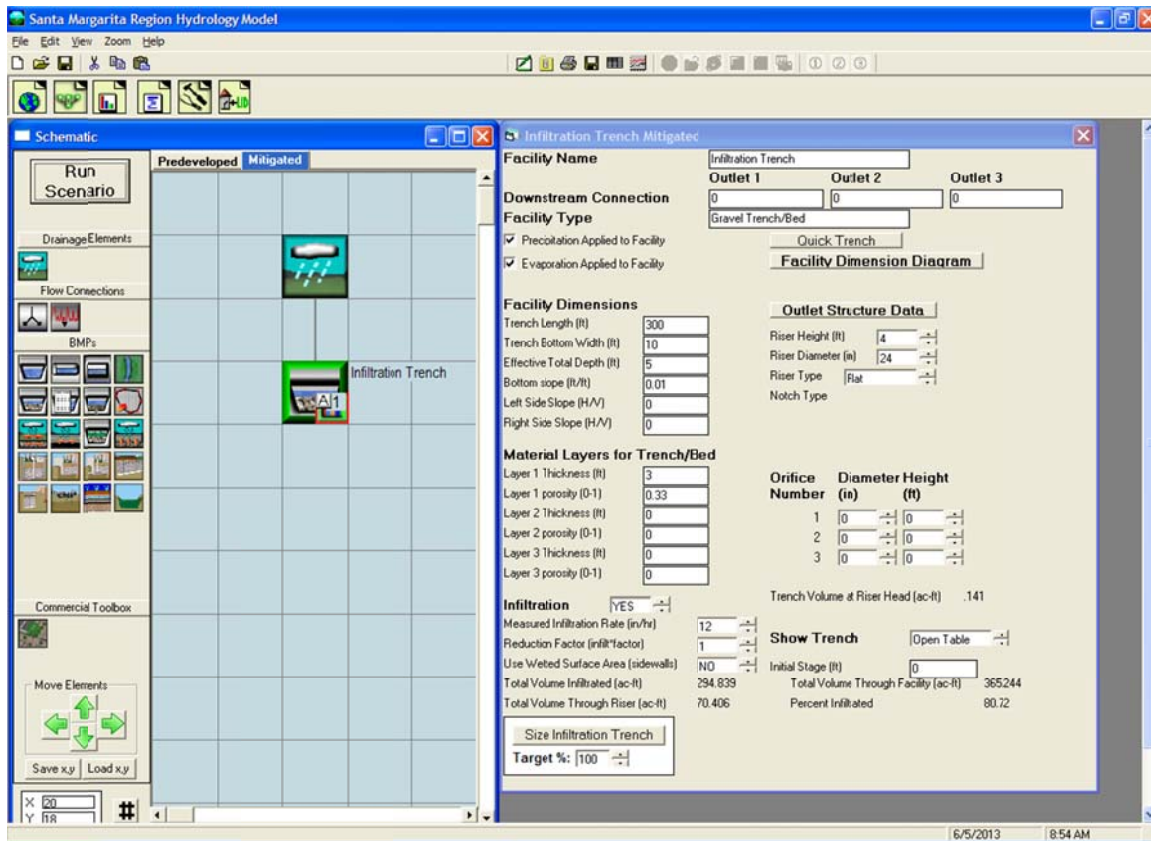 Santa Margarita Region Hydrology Model
File Edit View Zoom Help
Schematic
Run Scenario
Predeveloped Mitigated
Drainage Elements
Flow Connections
BMPs
Commercial Toolbox
Move Elements
Save x,y Load x,y
X 20
Y 18
#
Infiltration Trench
A 1
Infiltration Trench Mitigated
Facility Name Infiltration Trench
Outlet 1 Outlet 2 Outlet 3
Downstream Connection 0 0 0
Facility Type Gravel Trench/Bed
Precipitation Applied to Facility Quick Trench
Evaporation Applied to Facility Facility Dimension Diagram
Facility Dimensions
Trench Length (ft) 300
Trench Bottom Width (ft) 10
Effective Total Depth (ft) 5
Bottom slope (ft/ft) 0.01
Left Side Slope (H/V) 0
Right Side Slope (H/V) 0
Material Layers for Trench/Bed
Layer 1 Thickness (ft) 3
Layer 1 porosity (0-1) 0.33
Layer 2 Thickness (ft) 0
Layer 2 porosity (0-1) 0
Layer 3 Thickness (ft) 0
Layer 3 porosity (0-1) 0
Infiltration YES
Measured Infiltration Rate (in/hr) 12
Reduction Factor (infilt*factor) 1
Use Wetted Surface Area (sidewalls) NO
Total Volume Infiltrated (ac-ft) 294.839
Total Volume Through Riser (ac-ft) 70.406
Size Infiltration Trench
Target %: 100
Outlet Structure Data
Riser Height (ft) 4
Riser Diameter (in) 24
Riser Type Flat
Notch Type
Orifice Diameter Height
Number (in) (ft)
1 0 0
2 0 0
3 0 0
Trench Volume at Riser Head (ac-ft) .141
Show Trench Open Table
Initial Stage (ft) 0
Total Volume Through Facility (ac-ft) 365.244
Percent Infiltrated 80.72
6/5/2013 8:54 AM